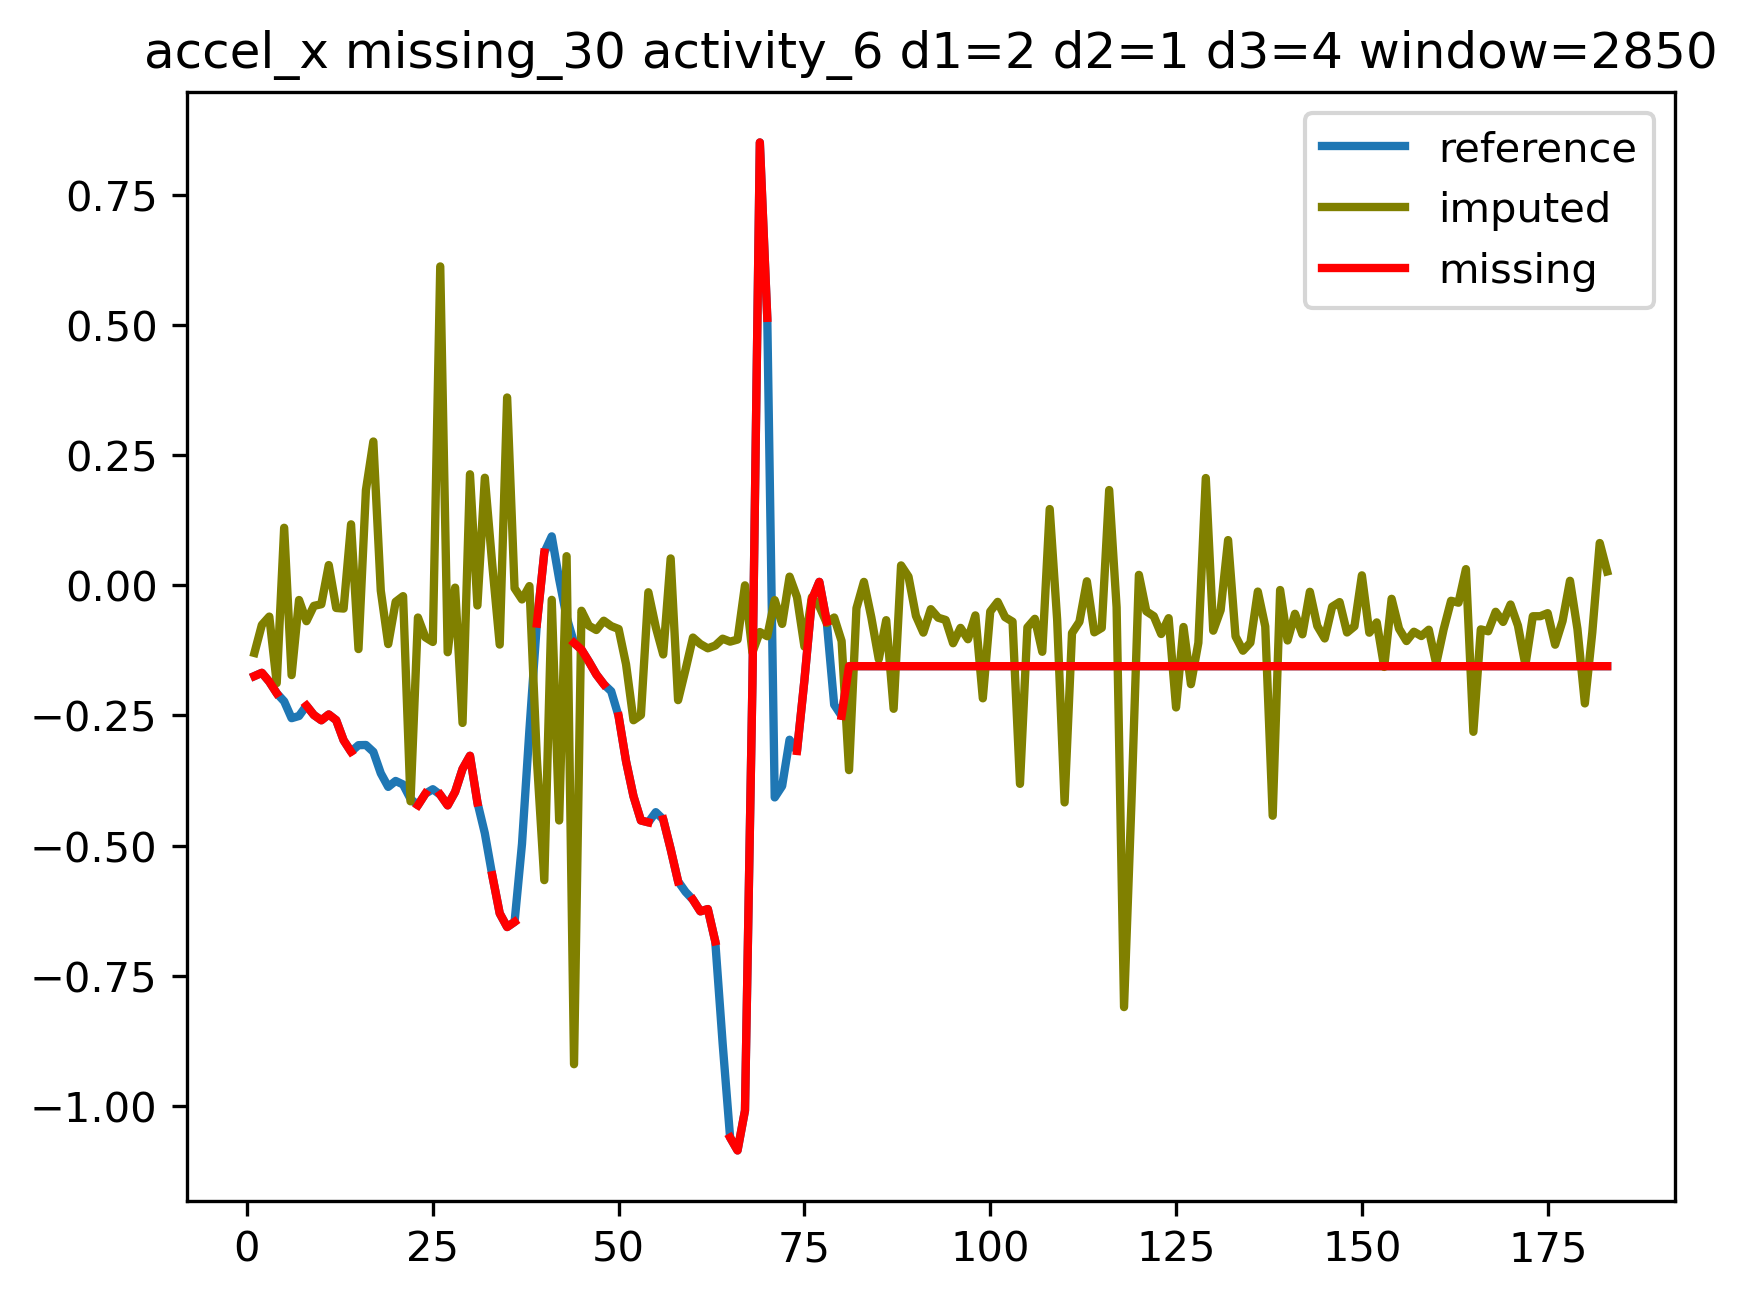 accel_x missing_30 activity_6 d1=2 d2=1 d3=4 window=2850
reference
imputed
missing
0.75
0.50
0.25
0.00
−0.25
−0.50
−0.75
−1.00
0 25 50 75 100 125 150 175